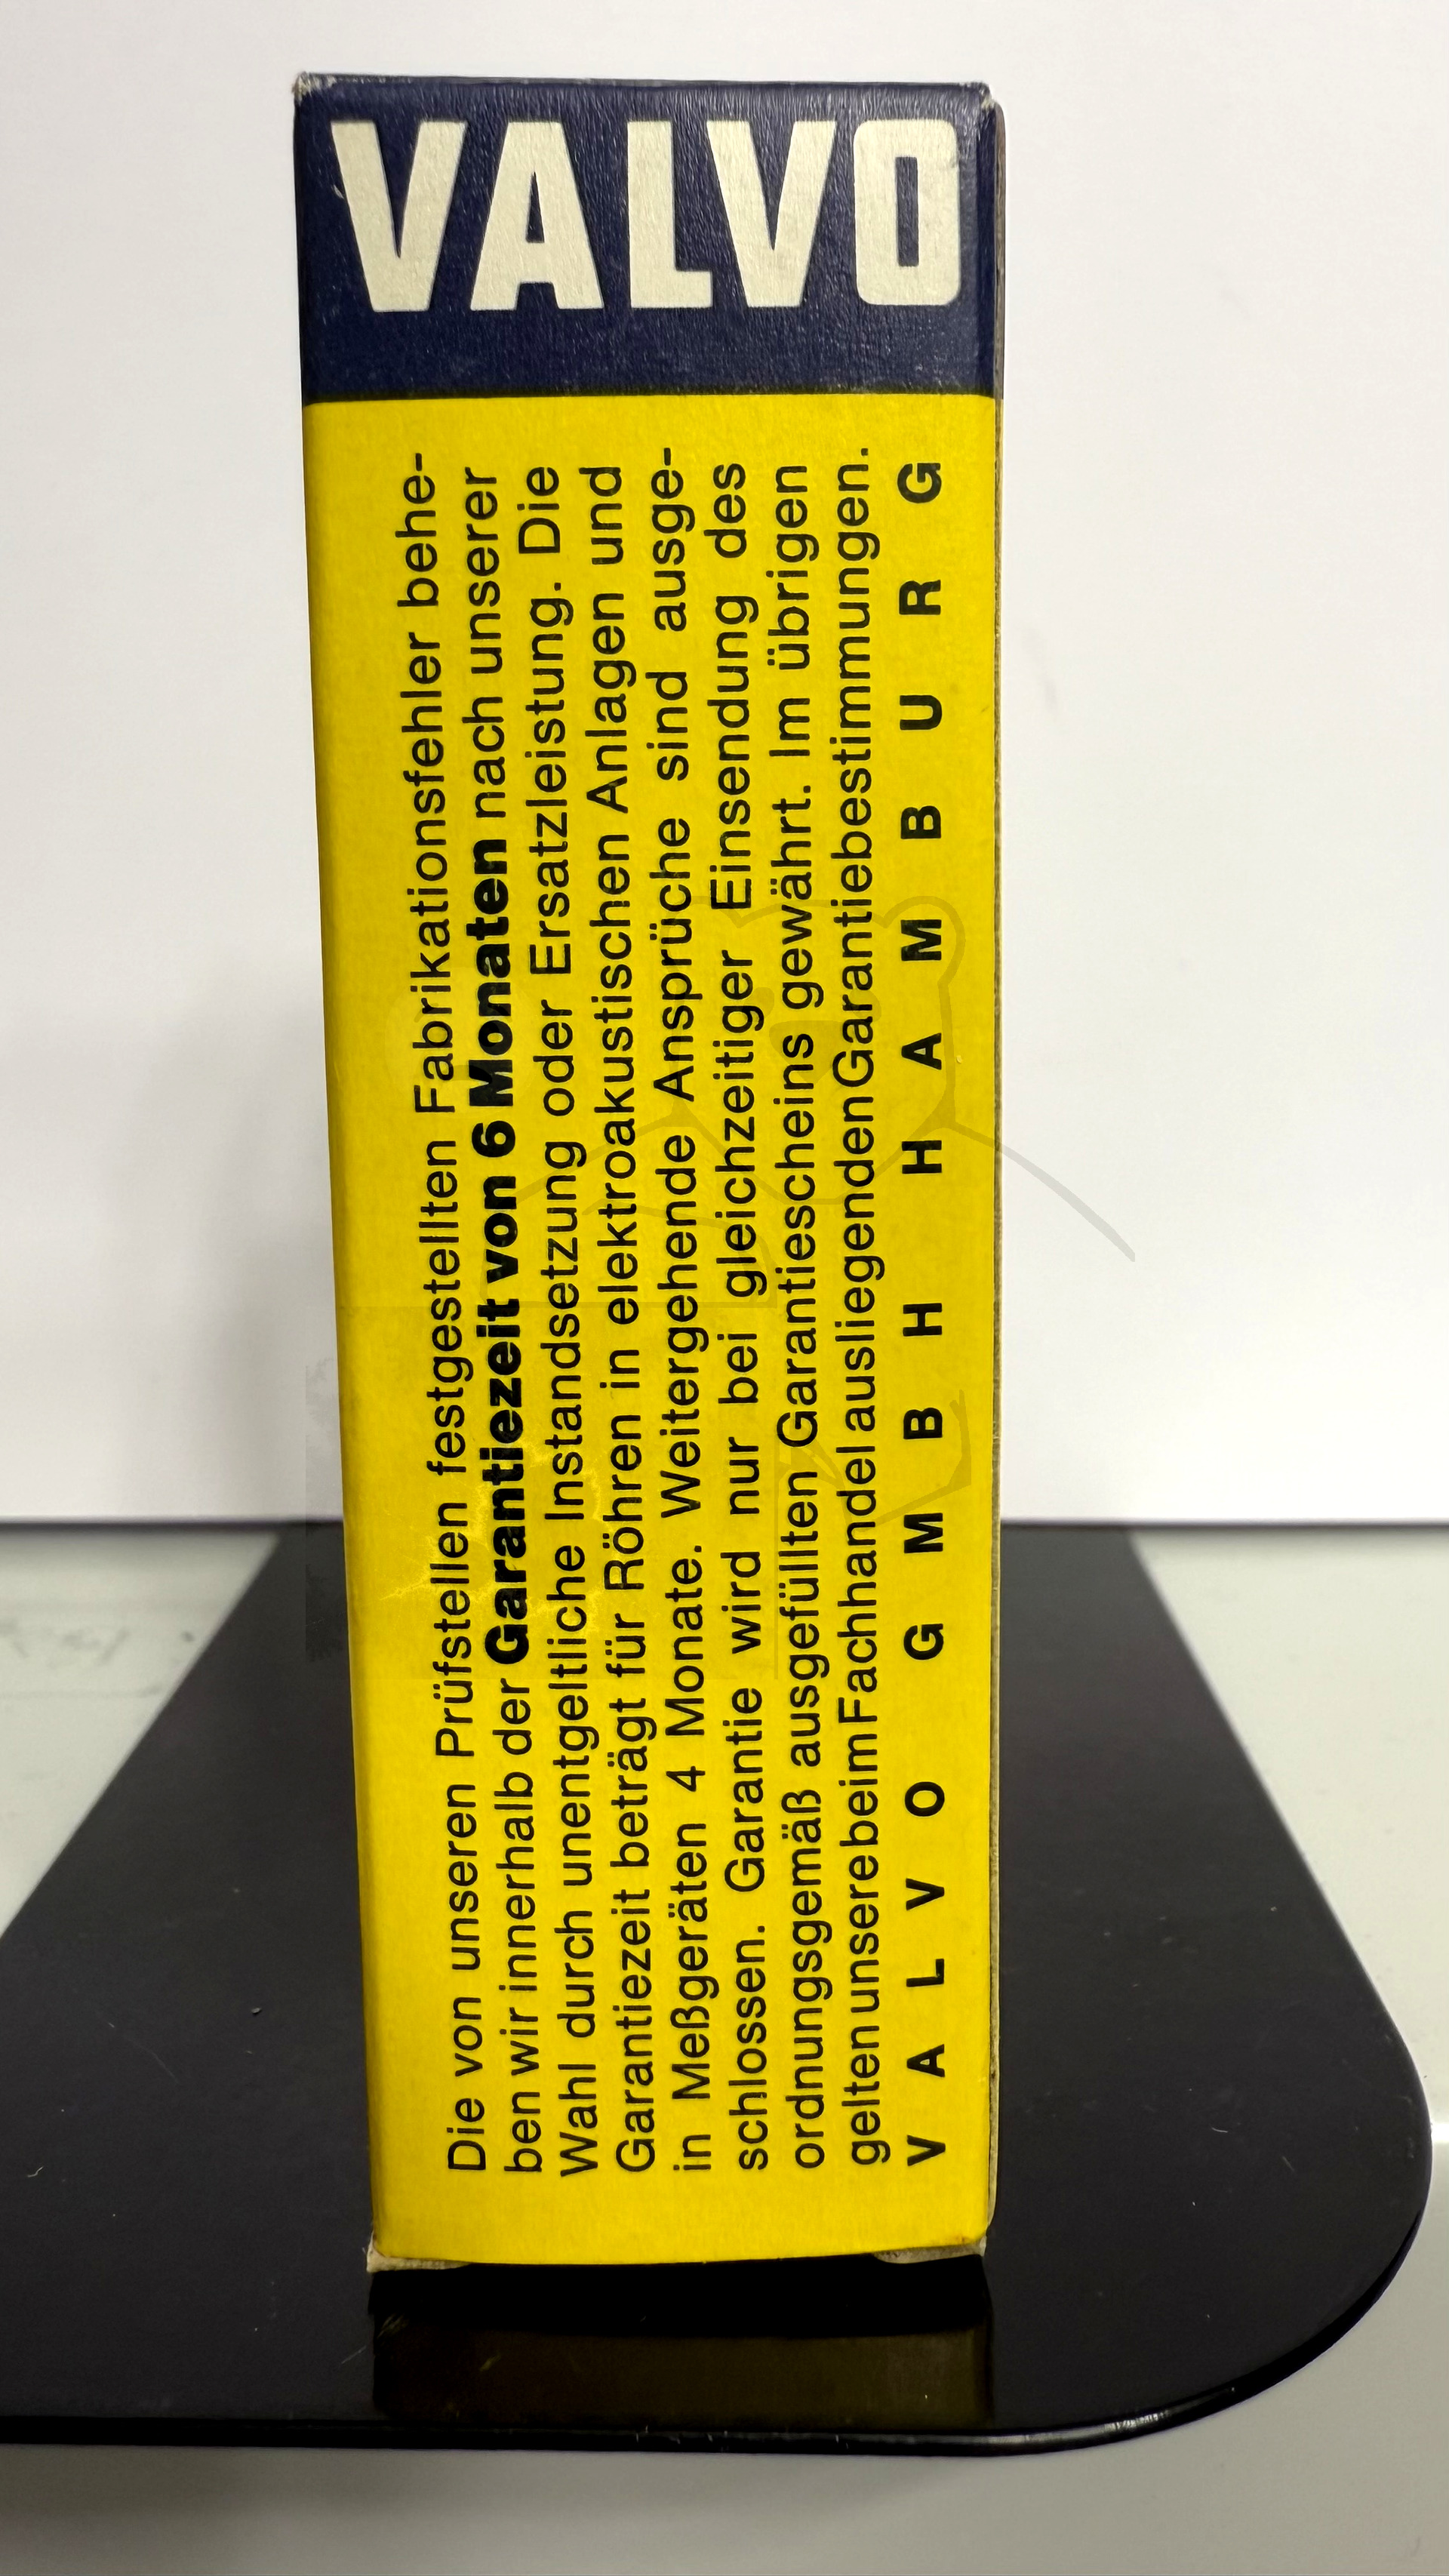 VALVO
Die von unseren Prüfstellen festgestellten Fabrikationsfehler behe-
ben wir innerhalb der Garantiezeit von 6 Monaten nach unserer
Wahl durch unentgeltliche Instandsetzung oder Ersatzleistung. Die
Garantiezeit beträgt für Röhren in elektroakustischen Anlagen und
in Meßgeräten 4 Monate. Weitergehende Ansprüche sind ausge-
schlossen. Garantie wird nur bei gleichzeitiger Einsendung des
ordnungsgemäß ausgefüllten Garantiescheins gewährt. Im übrigen
gelten unsere beim Fachhandel ausliegenden Garantiebestimmungen.
VALVO GMBH HAMBURG